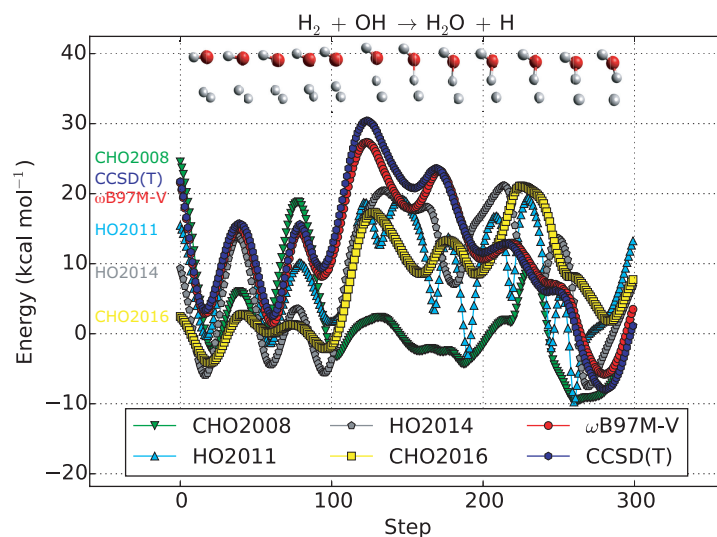 H₂ + OH → H₂O + H
Energy (kcal mol⁻¹)
40
30
20
10
0
−10
−20
CHO2008
CCSD(T)
ωB97M-V
HO2011
HO2014
CHO2016
CHO2008 HO2014 ωB97M-V
HO2011 CHO2016 CCSD(T)
0 100 200 300
Step